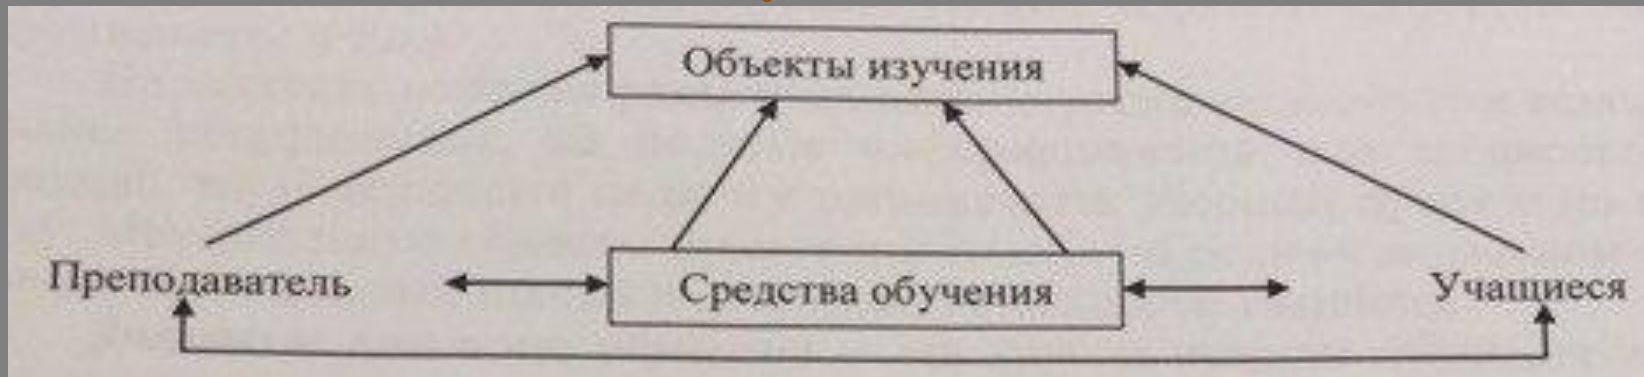 Объекты изучения
Преподаватель
Средства обучения
Учащиеся